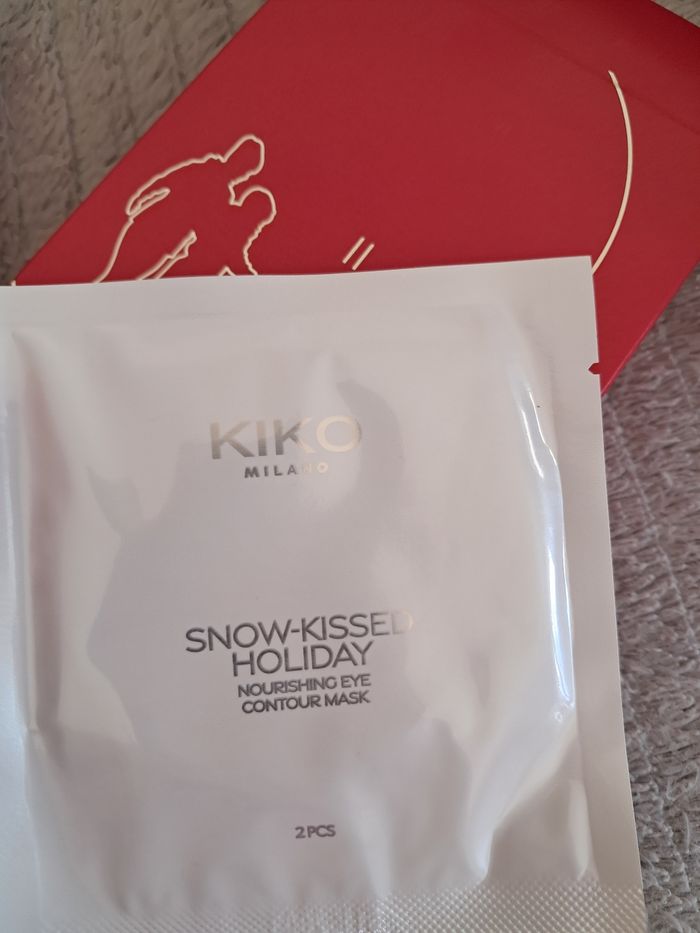 KIKO
MILANO
SNOW-KISSED
HOLIDAY
NOURISHING EYE
CONTOUR MASK
2 PCS